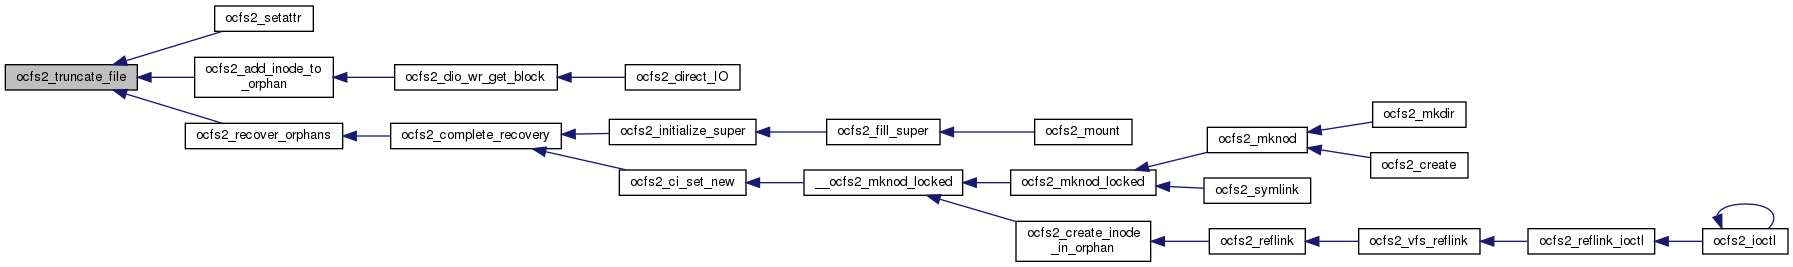 ocfs2_setattr
ocfs2_truncate_file
ocfs2_add_inode_to
_orphan
ocfs2_dio_wr_get_block
ocfs2_direct_IO
ocfs2_recover_orphans
ocfs2_complete_recovery
ocfs2_initialize_super
ocfs2_fill_super
ocfs2_mount
ocfs2_ci_set_new
__ocfs2_mknod_locked
ocfs2_mknod_locked
ocfs2_mknod
ocfs2_mkdir
ocfs2_create
ocfs2_symlink
ocfs2_create_inode
_in_orphan
ocfs2_reflink
ocfs2_vfs_reflink
ocfs2_reflink_ioctl
ocfs2_ioctl